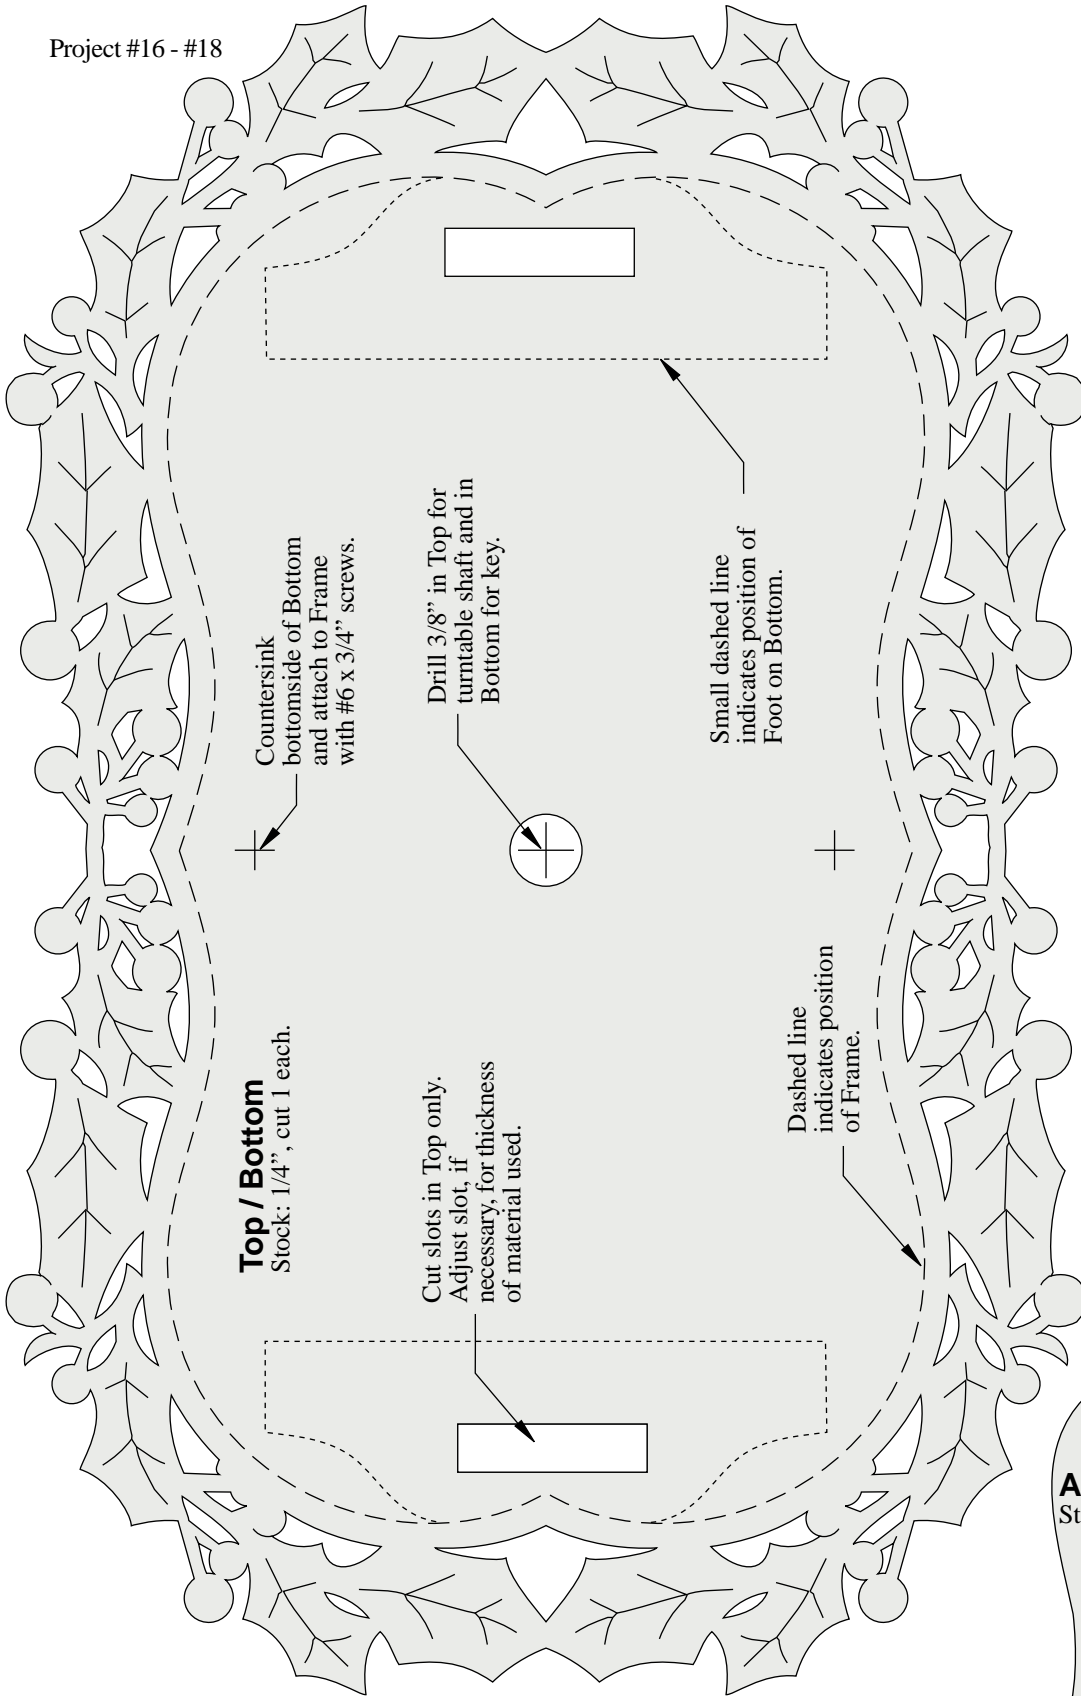 Project #16 - #18
Top / Bottom
Stock: 1/4”, cut 1 each.
Countersink
bottomside of Bottom
and attach to Frame
with #6 x 3/4” screws.
Drill 3/8” in Top for
turntable shaft and in
Bottom for key.
Small dashed line
indicates position of
Foot on Bottom.
Cut slots in Top only.
Adjust slot, if
necessary, for thickness
of material used.
Dashed line
indicates position
of Frame.
A
St